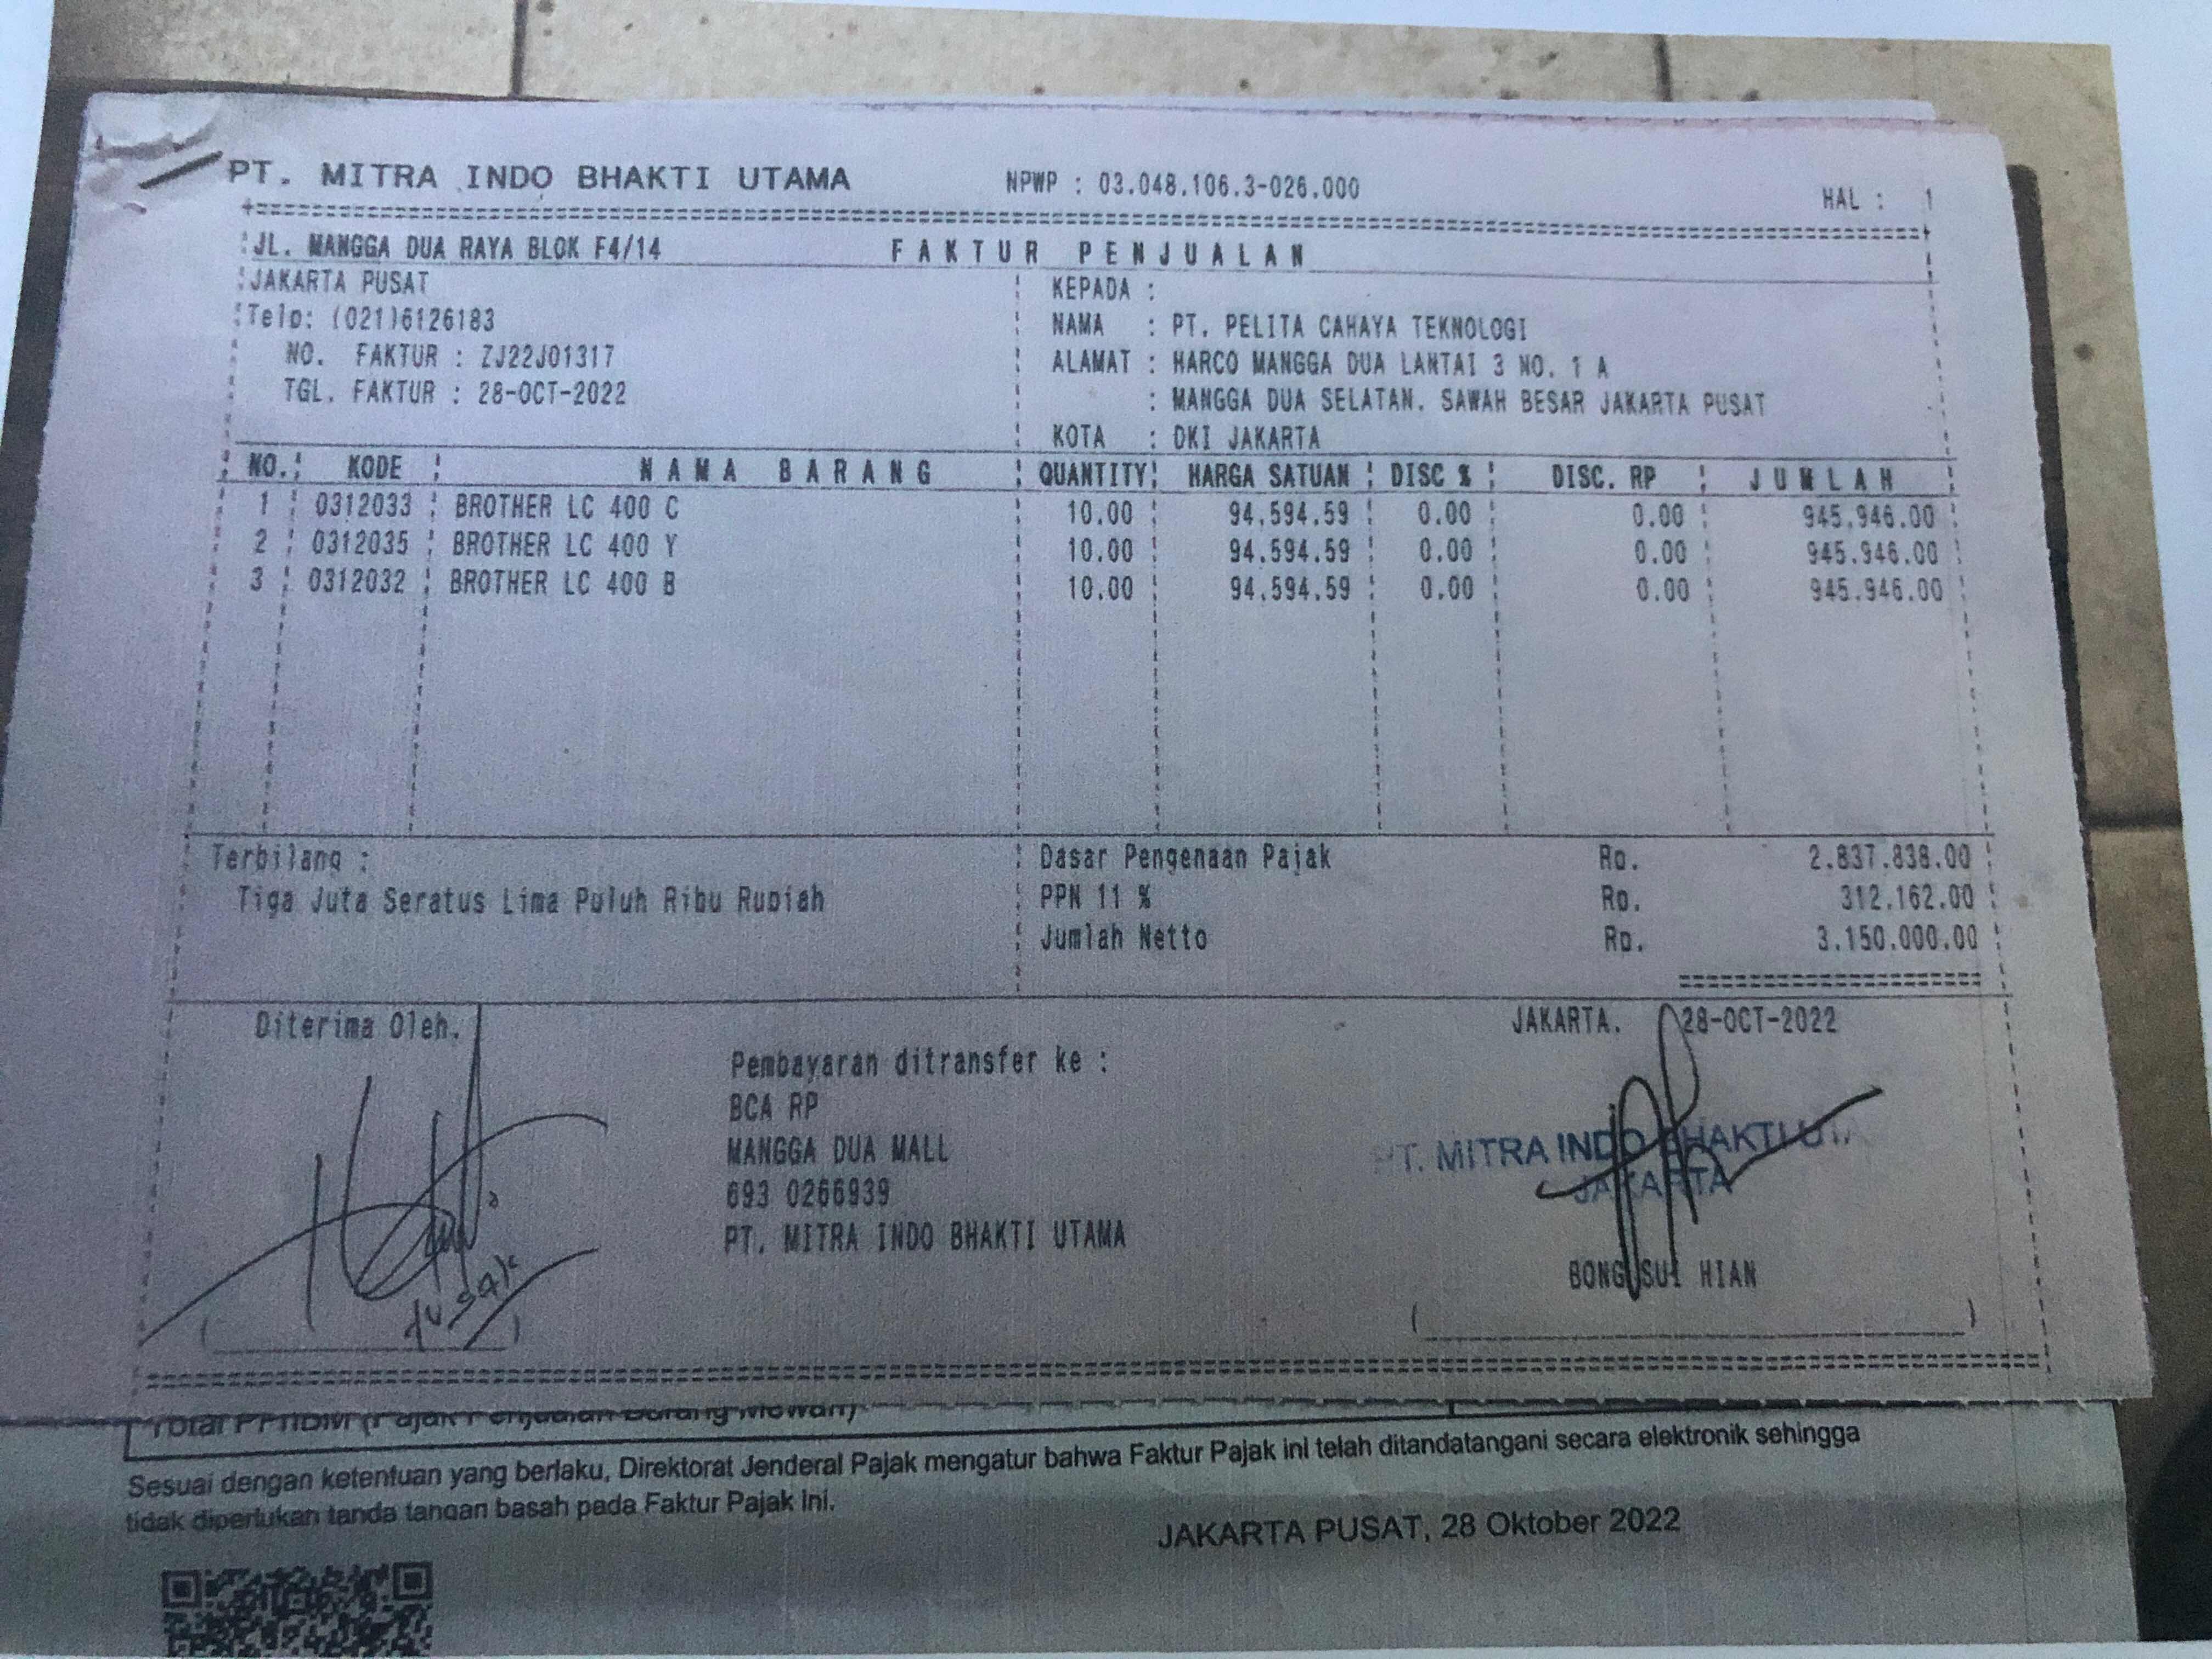 PT. MITRA INDO BHAKTI UTAMA NPWP : 03.048.106.3-026.000 HAL : 1
JL. MANGGA DUA RAYA BLOK F4/14 FAKTUR PENJUALAN
JAKARTA PUSAT KEPADA :
Telp: (021)6126183 NAMA : PT. PELITA CAHAYA TEKNOLOGI
NO. FAKTUR : ZJ22J01317 ALAMAT : HARCO MANGGA DUA LANTAI 3 NO. 1 A
TGL. FAKTUR : 28-OCT-2022 : MANGGA DUA SELATAN. SAWAH BESAR JAKARTA PUSAT
KOTA : DKI JAKARTA
NO. KODE NAMA BARANG QUANTITY HARGA SATUAN DISC % DISC. RP JUMLAH
1 0312033 BROTHER LC 400 C 10.00 94.594.59 0.00 0.00 945.946.00
2 0312035 BROTHER LC 400 Y 10.00 94.594.59 0.00 0.00 945.946.00
3 0312032 BROTHER LC 400 B 10.00 94.594.59 0.00 0.00 945.946.00
Terbilang : Dasar Pengenaan Pajak Rp. 2.837.838.00
Tiga Juta Seratus Lima Puluh Ribu Rupiah PPN 11 % Rp. 312.162.00
Jumlah Netto Rp. 3.150.000.00
Diterima Oleh. JAKARTA. 28-OCT-2022
Pembayaran ditransfer ke :
BCA RP
MANGGA DUA MALL
693 0266939
PT. MITRA INDO BHAKTI UTAMA
PT. MITRA INDO BHAKTI
JAKARTA
BONG SUI HIAN
Total PPnBM (Pajak Penjualan Barang Mewah)
Sesuai dengan ketentuan yang berlaku, Direktorat Jenderal Pajak mengatur bahwa Faktur Pajak ini telah ditandatangani secara elektronik sehingga
tidak diperlukan tanda tangan basah pada Faktur Pajak ini.
JAKARTA PUSAT, 28 Oktober 2022